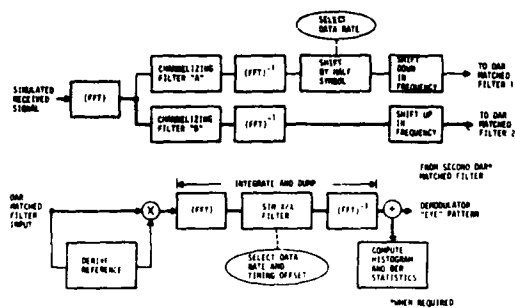 SELECT
DATA RATE
SIMULATED
RECEIVED
SIGNAL
(FFT)
CHANNELIZING
FILTER "A"
(FFT)-1
SHIFT
BY HALF
SYMBOL
SHIFT
DOWN
IN
FREQUENCY
TO DAR
MATCHED
FILTER 1
CHANNELIZING
FILTER "B"
(FFT)-1
SHIFT UP
IN
FREQUENCY
TO DAR
MATCHED
FILTER 2
FROM SECOND DAR*
MATCHED FILTER
INTEGRATE AND DUMP
DAR
MATCHED
FILTER
INPUT
X
(FFT)
FILTER
(FFT)-1
+
DEMODULATOR
"EYE" PATTERN
DERIVE
REFERENCE
SELECT DATA
RATE AND
TIMING OFFSET
COMPUTE
HISTOGRAM
AND BER
STATISTICS
*WHEN REQUIRED